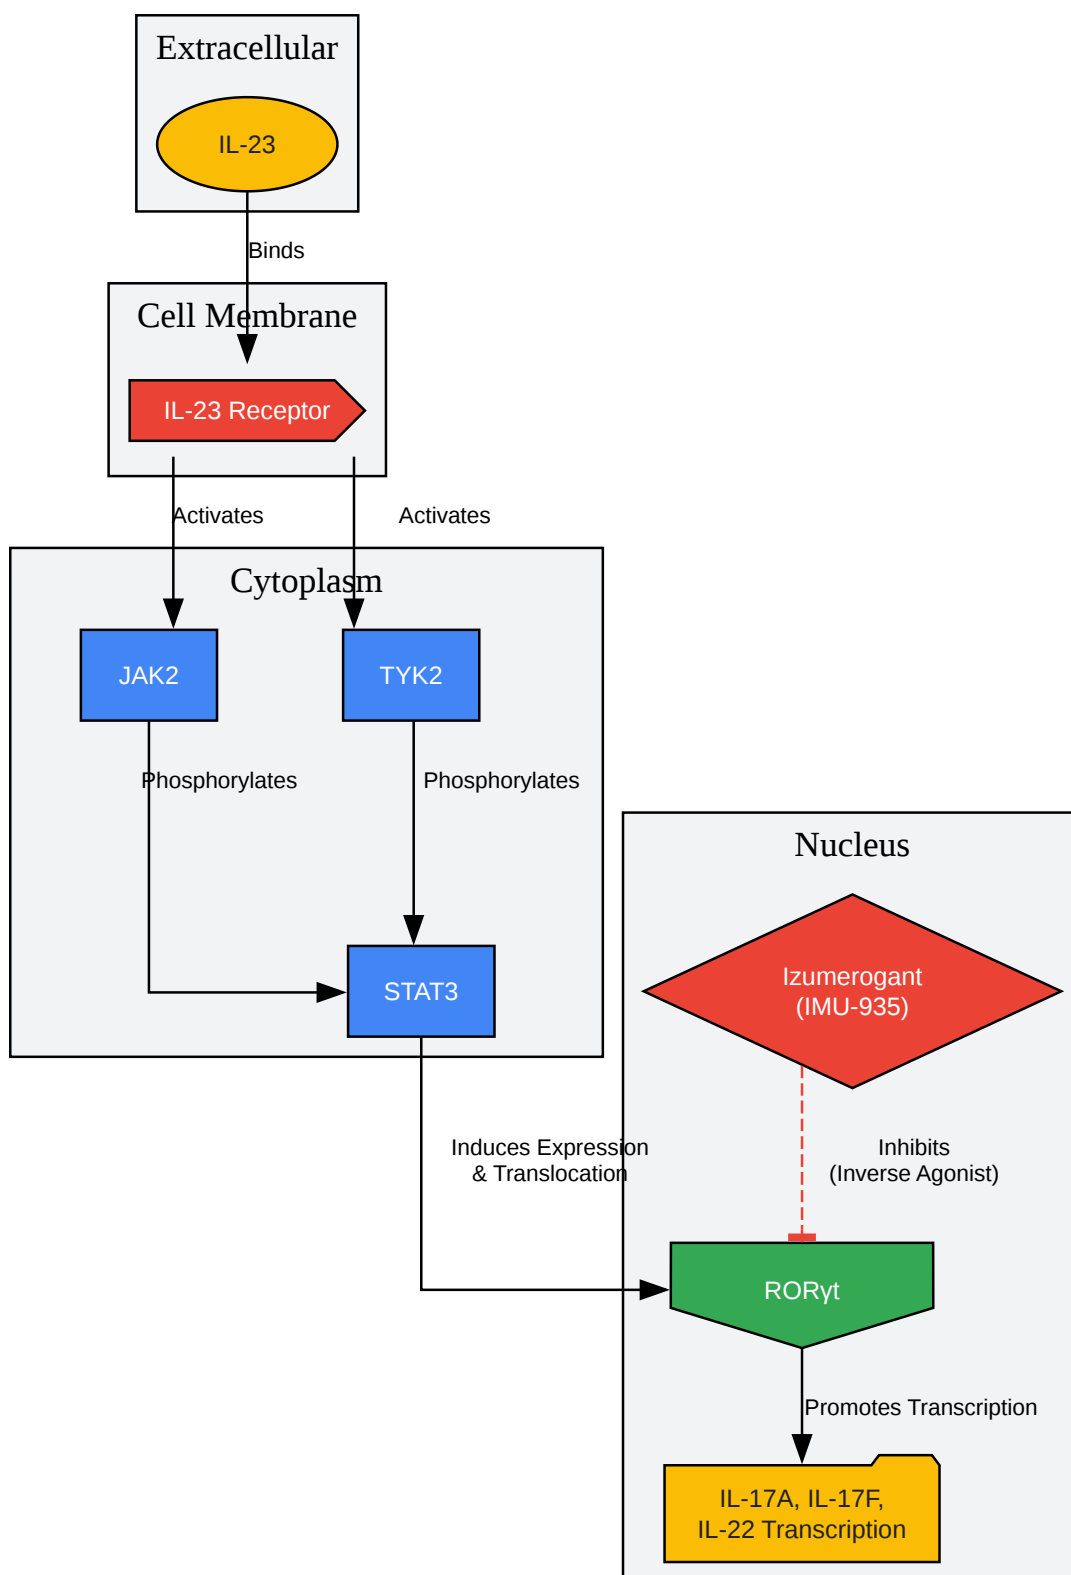 Extracellular
IL-23
Binds
Cell Membrane
IL-23 Receptor
Activates
Activates
Cytoplasm
JAK2
TYK2
Phosphorylates
Phosphorylates
STAT3
Nucleus
Izumerogant
(IMU-935)
Induces Expression
& Translocation
Inhibits
(Inverse Agonist)
RORγt
Promotes Transcription
IL-17A, IL-17F,
IL-22 Transcription